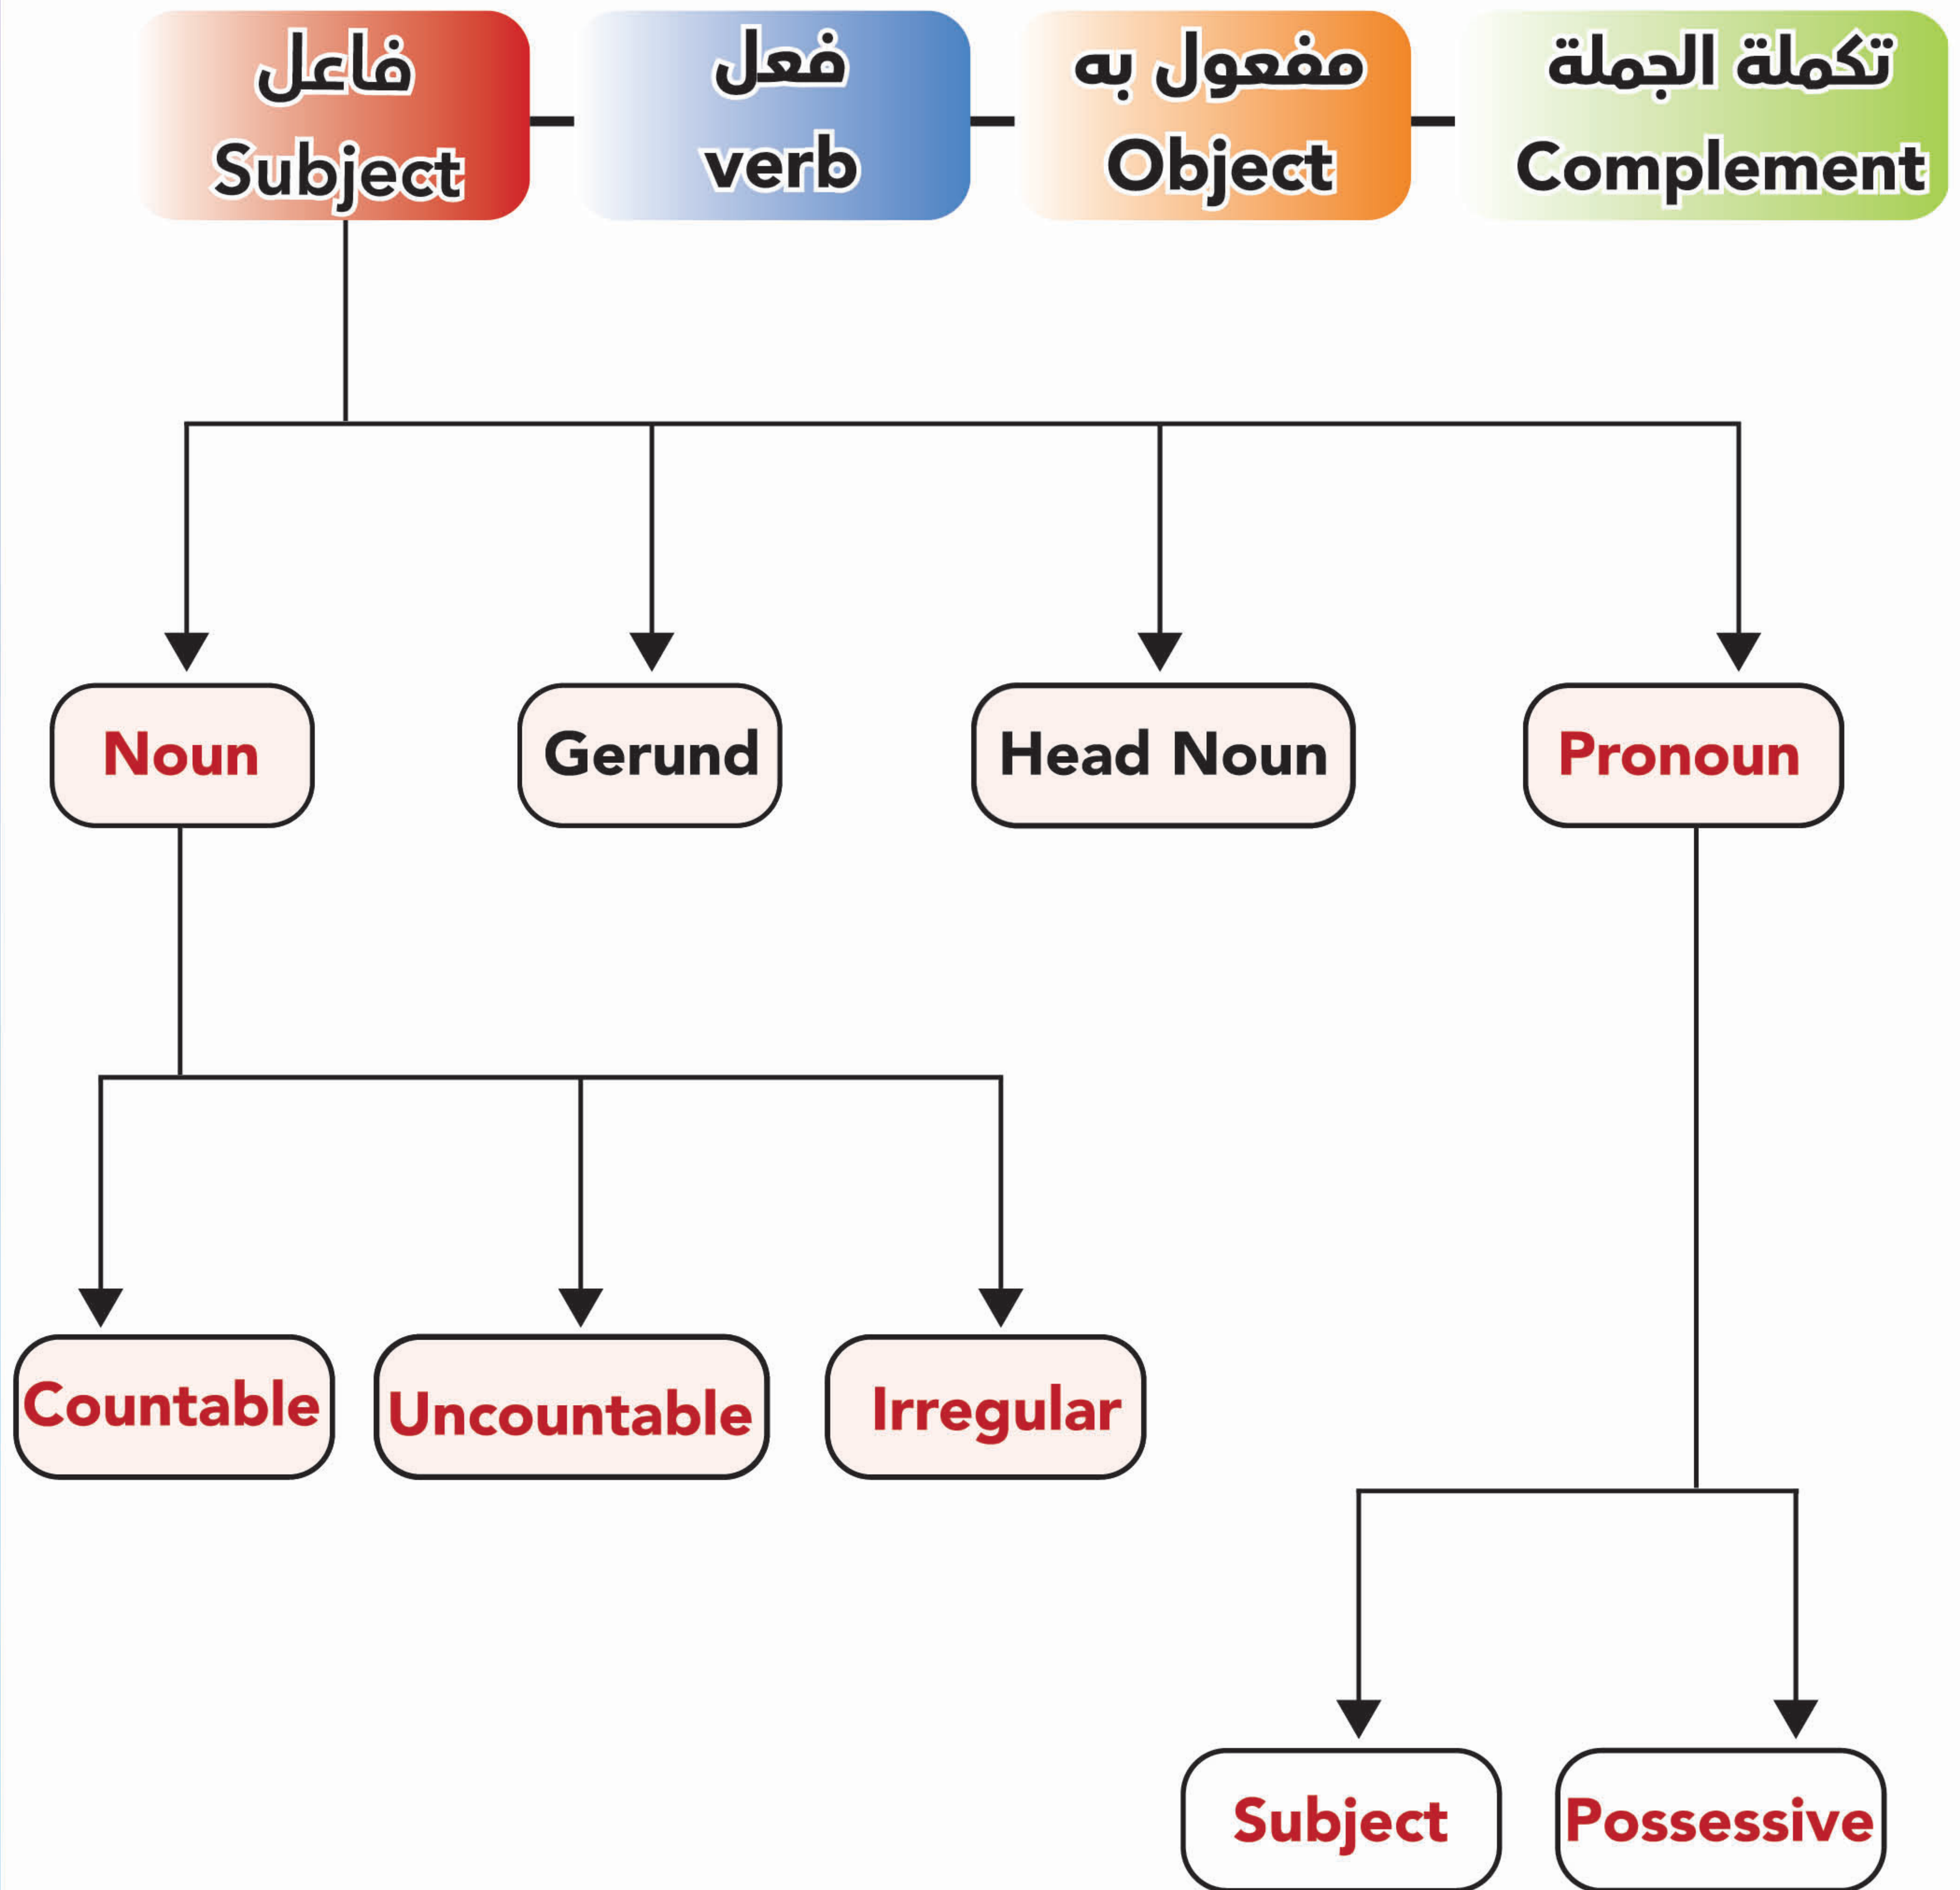 فاعل
Subject
فعل
verb
مفعول به
Object
تكملة الجملة
Complement
Noun
Gerund
Head Noun
Pronoun
Countable
Uncountable
Irregular
Subject
Possessive